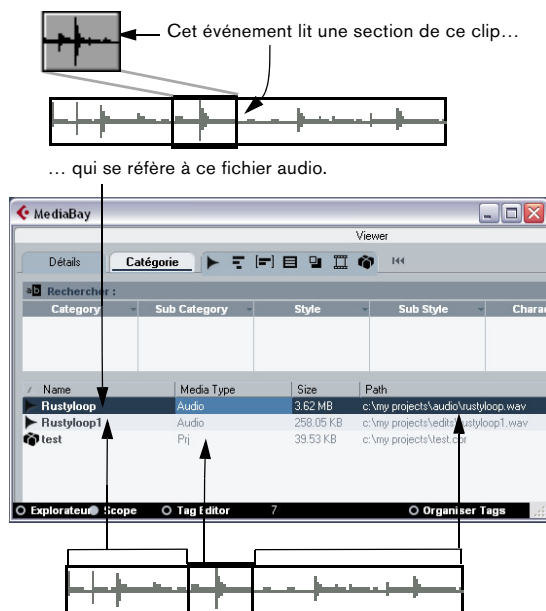 Cet événement lit une section de ce clip…
… qui se réfère à ce fichier audio.
MediaBay
Viewer
Détails Catégorie
Rechercher :
Category Sub Category Style Sub Style Chara
/ Name Media Type Size Path
Rustyloop Audio 3.62 MB c:\my projects\audio\rustyloop.wav
Rustyloop1 Audio 258.05 KB c:\my projects\edits\rustyloop1.wav
test Prj 39.53 KB c:\my projects\test.cpr
Explorateur Scope Tag Editor 7 Organiser Tags